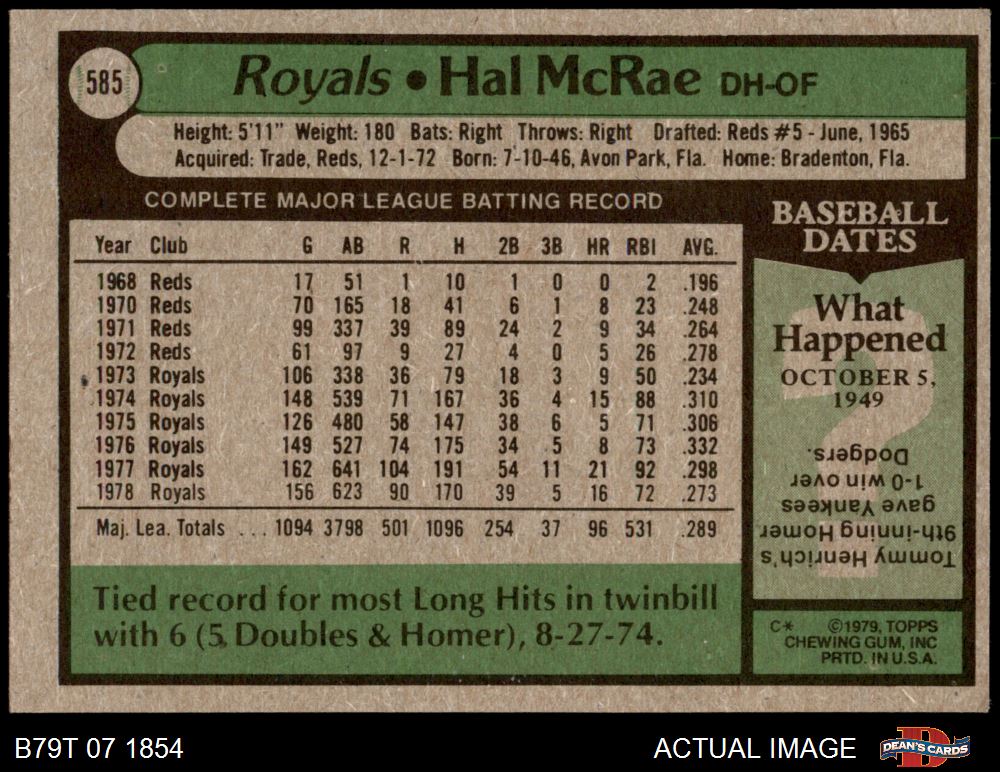 585
Royals • Hal McRae DH-OF
Height: 5'11" Weight: 180 Bats: Right Throws: Right Drafted: Reds #5 - June, 1965
Acquired: Trade, Reds, 12-1-72 Born: 7-10-46, Avon Park, Fla. Home: Bradenton, Fla.
COMPLETE MAJOR LEAGUE BATTING RECORD
Year Club G AB R H 2B 3B HR RBI AVG.
1968 Reds 17 51 1 10 1 0 0 2 .196
1970 Reds 70 165 18 41 6 1 8 23 .248
1971 Reds 99 337 39 89 24 2 9 34 .264
1972 Reds 61 97 9 27 4 0 5 26 .278
1973 Royals 106 338 36 79 18 3 9 50 .234
1974 Royals 148 539 71 167 36 4 15 88 .310
1975 Royals 126 480 58 147 38 6 5 71 .306
1976 Royals 149 527 74 175 34 5 8 73 .332
1977 Royals 162 641 104 191 54 11 21 92 .298
1978 Royals 156 623 90 170 39 5 16 72 .273
Maj. Lea. Totals ... 1094 3798 501 1096 254 37 96 531 .289
Tied record for most Long Hits in twinbill
with 6 (5 Doubles & Homer), 8-27-74.
BASEBALL
DATES
What
Happened
OCTOBER 5,
1949
?
Tommy Henrich's
9th-inning Homer
gave Yankees
1-0 win over
Dodgers.
C* ©1979, TOPPS
CHEWING GUM, INC
PRTD. IN U.S.A.
B79T 07 1854
ACTUAL IMAGE
D
DEAN'S CARDS